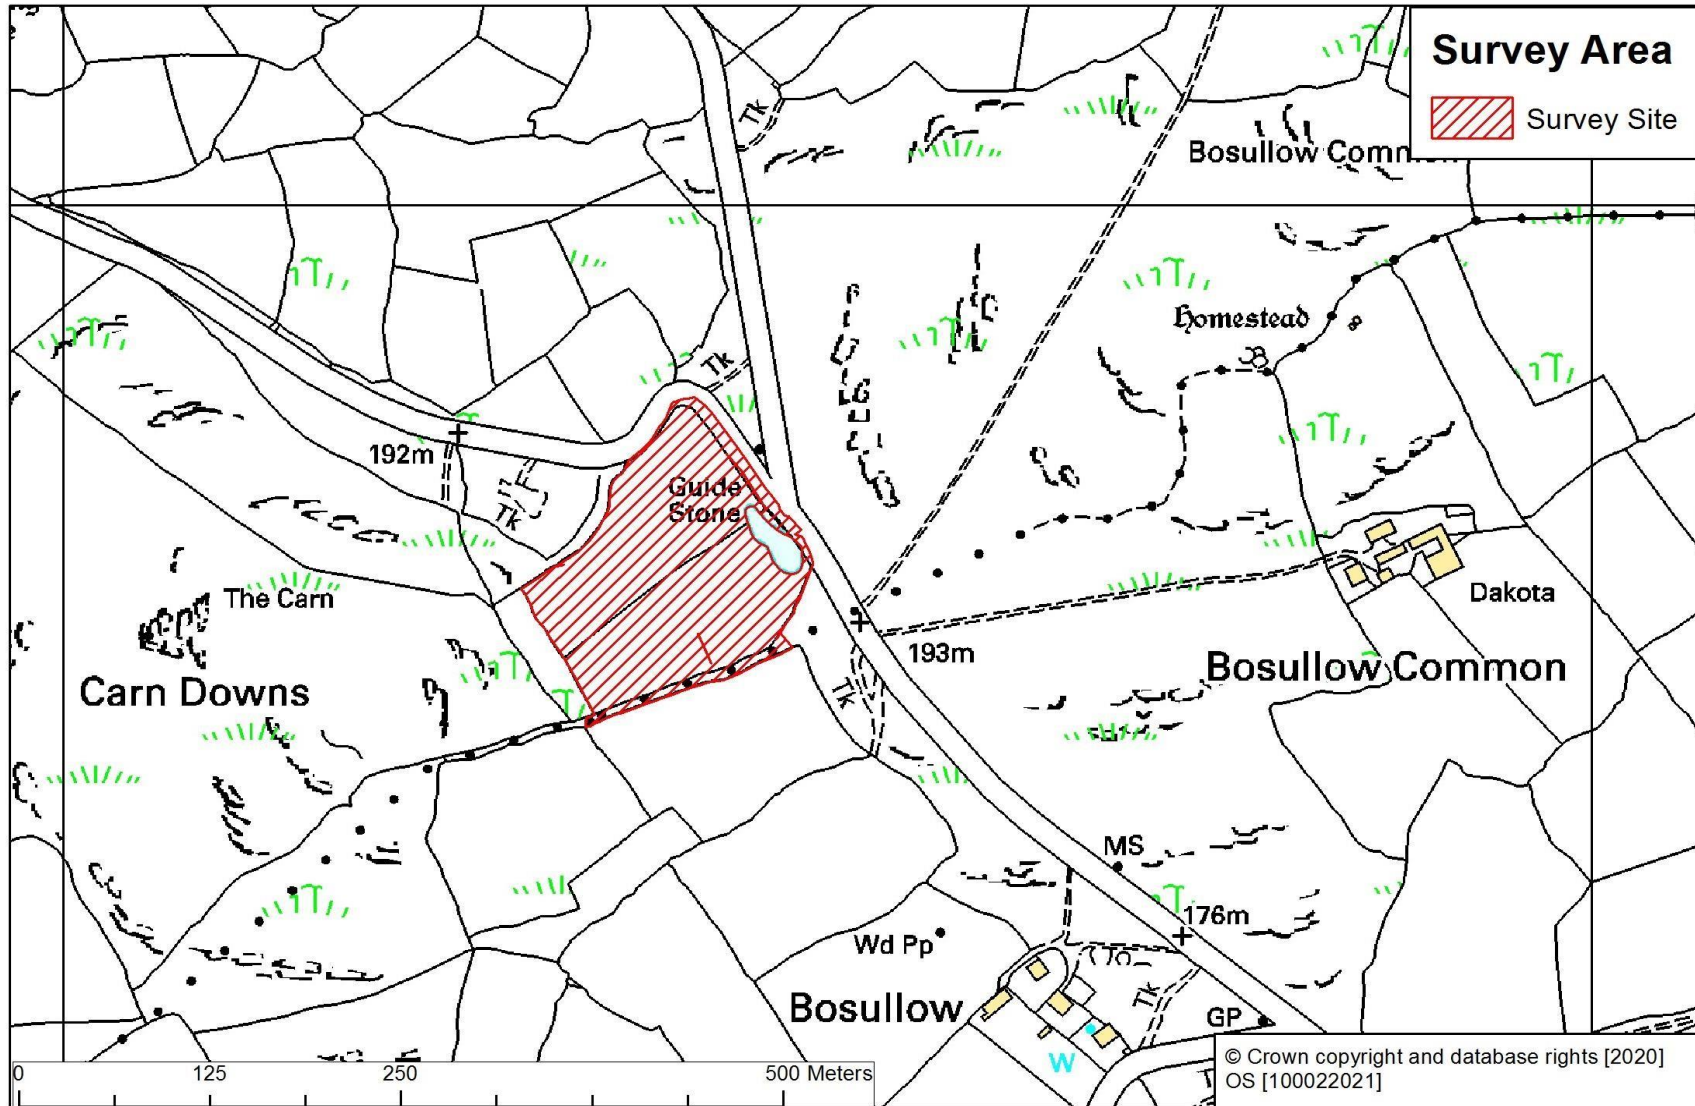 Survey Area
Survey Site
Tk
Bosullow Comm
Homestead
Tk
192m
Guide
Stone
Tk
The Carn
Dakota
193m
Bosullow Common
Carn Downs
Tk
MS
176m
Wd Pp
Bosullow
Tk
GP
W
0 125 250 500 Meters
© Crown copyright and database rights [2020]
OS [100022021]